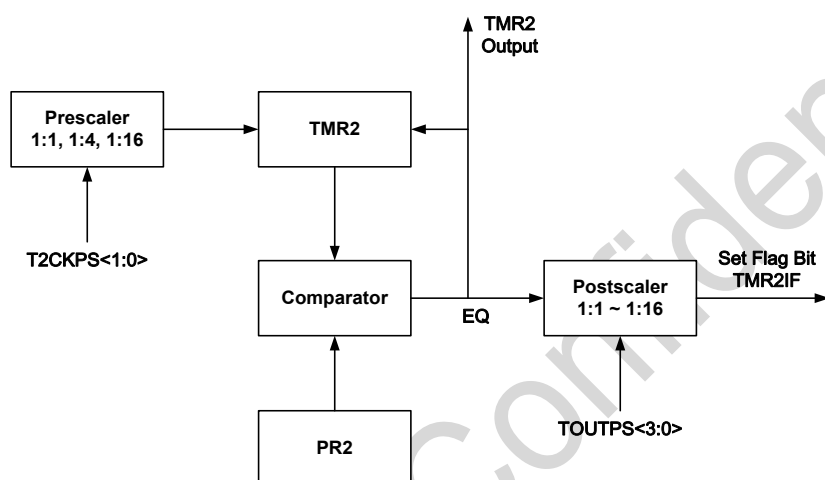 TMR2
Output
Prescaler
1:1, 1:4, 1:16
TMR2
T2CKPS<1:0>
Comparator
EQ
Postscaler
1:1 ~ 1:16
Set Flag Bit
TMR2IF
PR2
TOUTPS<3:0>